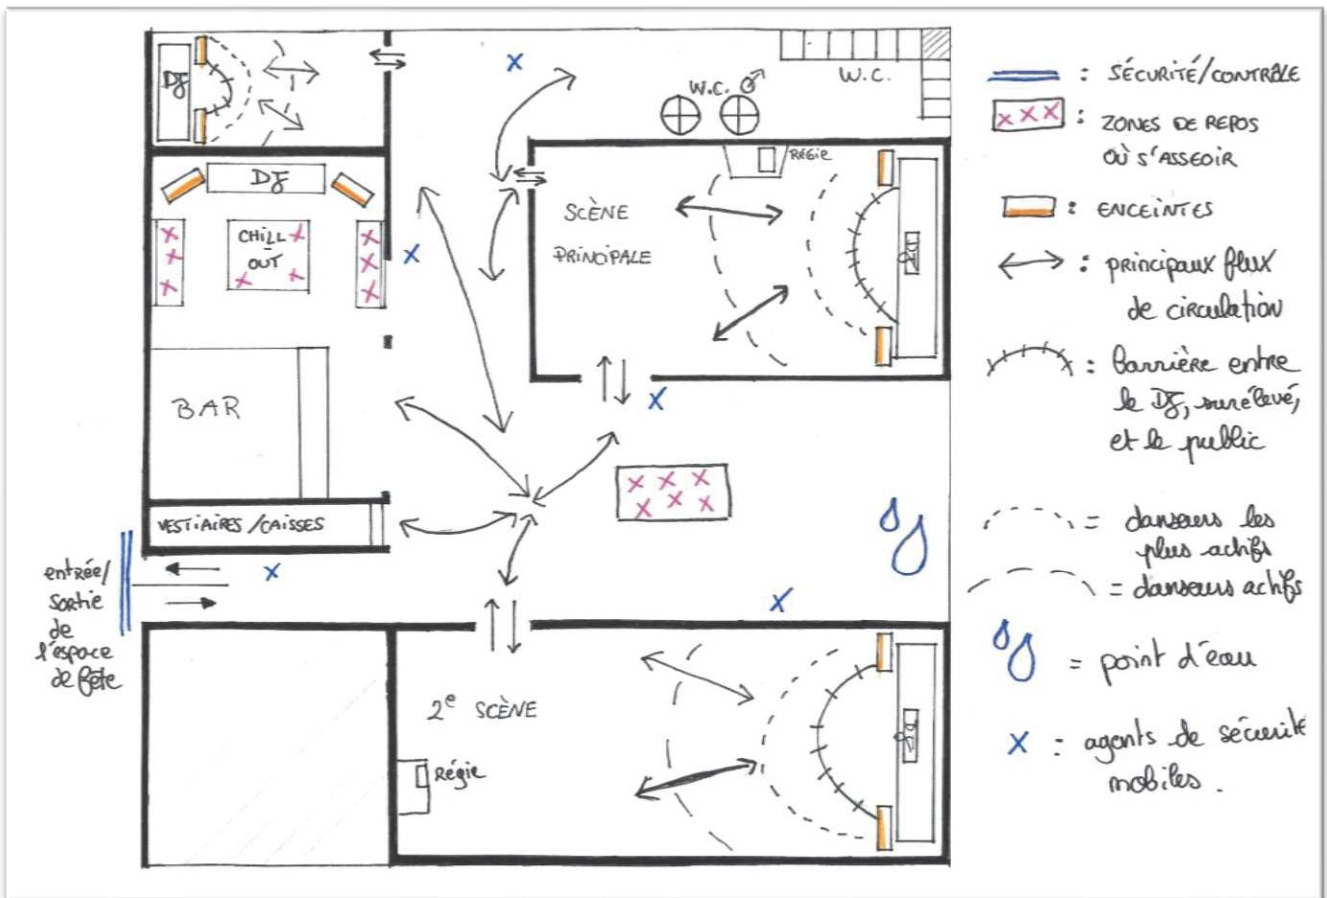 DJ
W.C.
W.C. ♂
DJ
CHILL
OUT
BAR
VESTIAIRES/CAISSES
entrée/
sortie
de
l'espace
de fête
SCÈNE
PRINCIPALE
RÉGIE
DJ
2e SCÈNE
Régie
DJ
: SÉCURITÉ/CONTRÔLE
: ZONES DE REPOS
OÙ S'ASSEOIR
: ENCEINTES
: principaux flux
de circulation
: Barrière entre
le DJ, surélevé,
et le public
= danseurs les
plus actifs
= danseurs actifs
= point d'eau
X : agents de sécurité
mobiles.